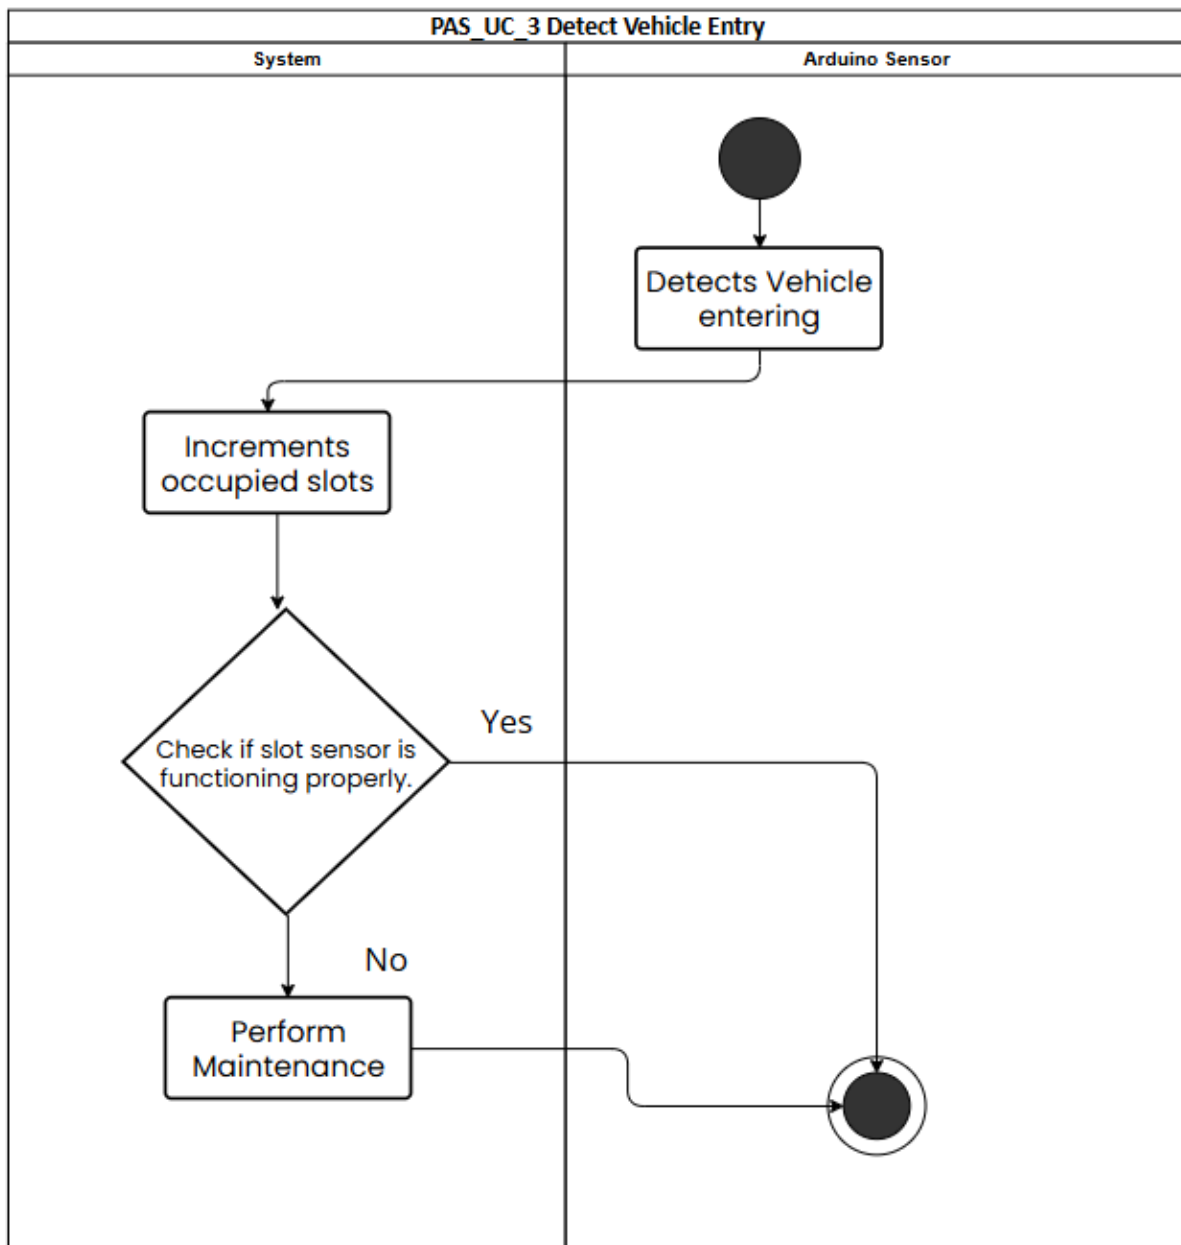 PAS_UC_3 Detect Vehicle Entry
System
Arduino Sensor
Detects Vehicle
entering
Increments
occupied slots
Yes
Check if slot sensor is
functioning properly.
No
Perform
Maintenance